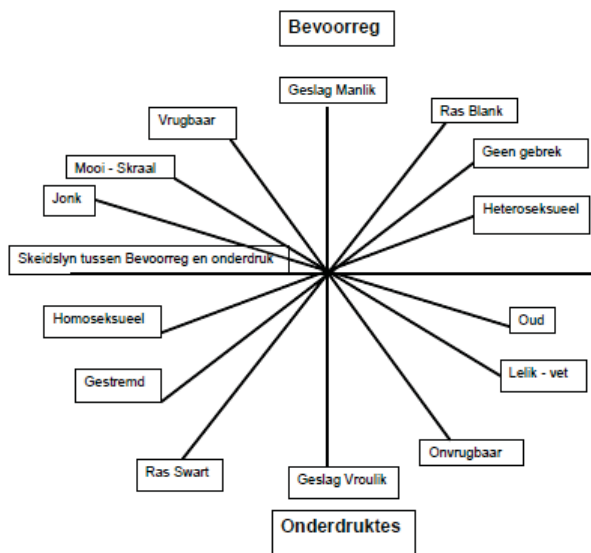 Bevoorreg
Geslag Manlik
Ras Blank
Vrugbaar
Geen gebrek
Mooi - Skraal
Jonk
Heteroseksueel
Skeidslyn tussen Bevoorreg en onderdruk
Homoseksueel
Oud
Gestremd
Lelik - vet
Onvrugbaar
Ras Swart
Geslag Vroulik
Onderdruktes